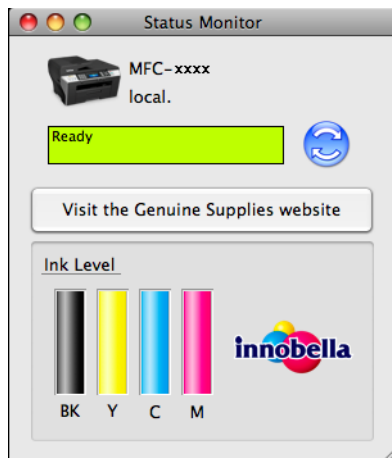 Status Monitor
MFC-xxxx
local.
Ready
Visit the Genuine Supplies website
Ink Level
innobella
BK Y C M